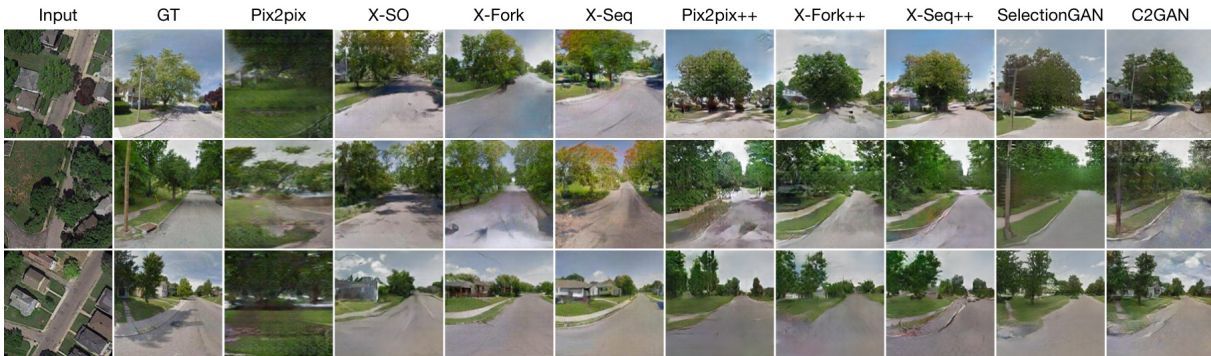 Input GT Pix2pix X-SO X-Fork X-Seq Pix2pix++ X-Fork++ X-Seq++ SelectionGAN C2GAN